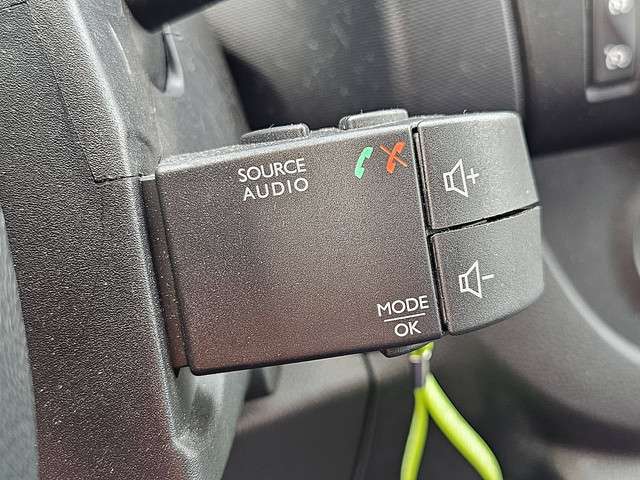 SOURCE
AUDIO
+
-
MODE
OK